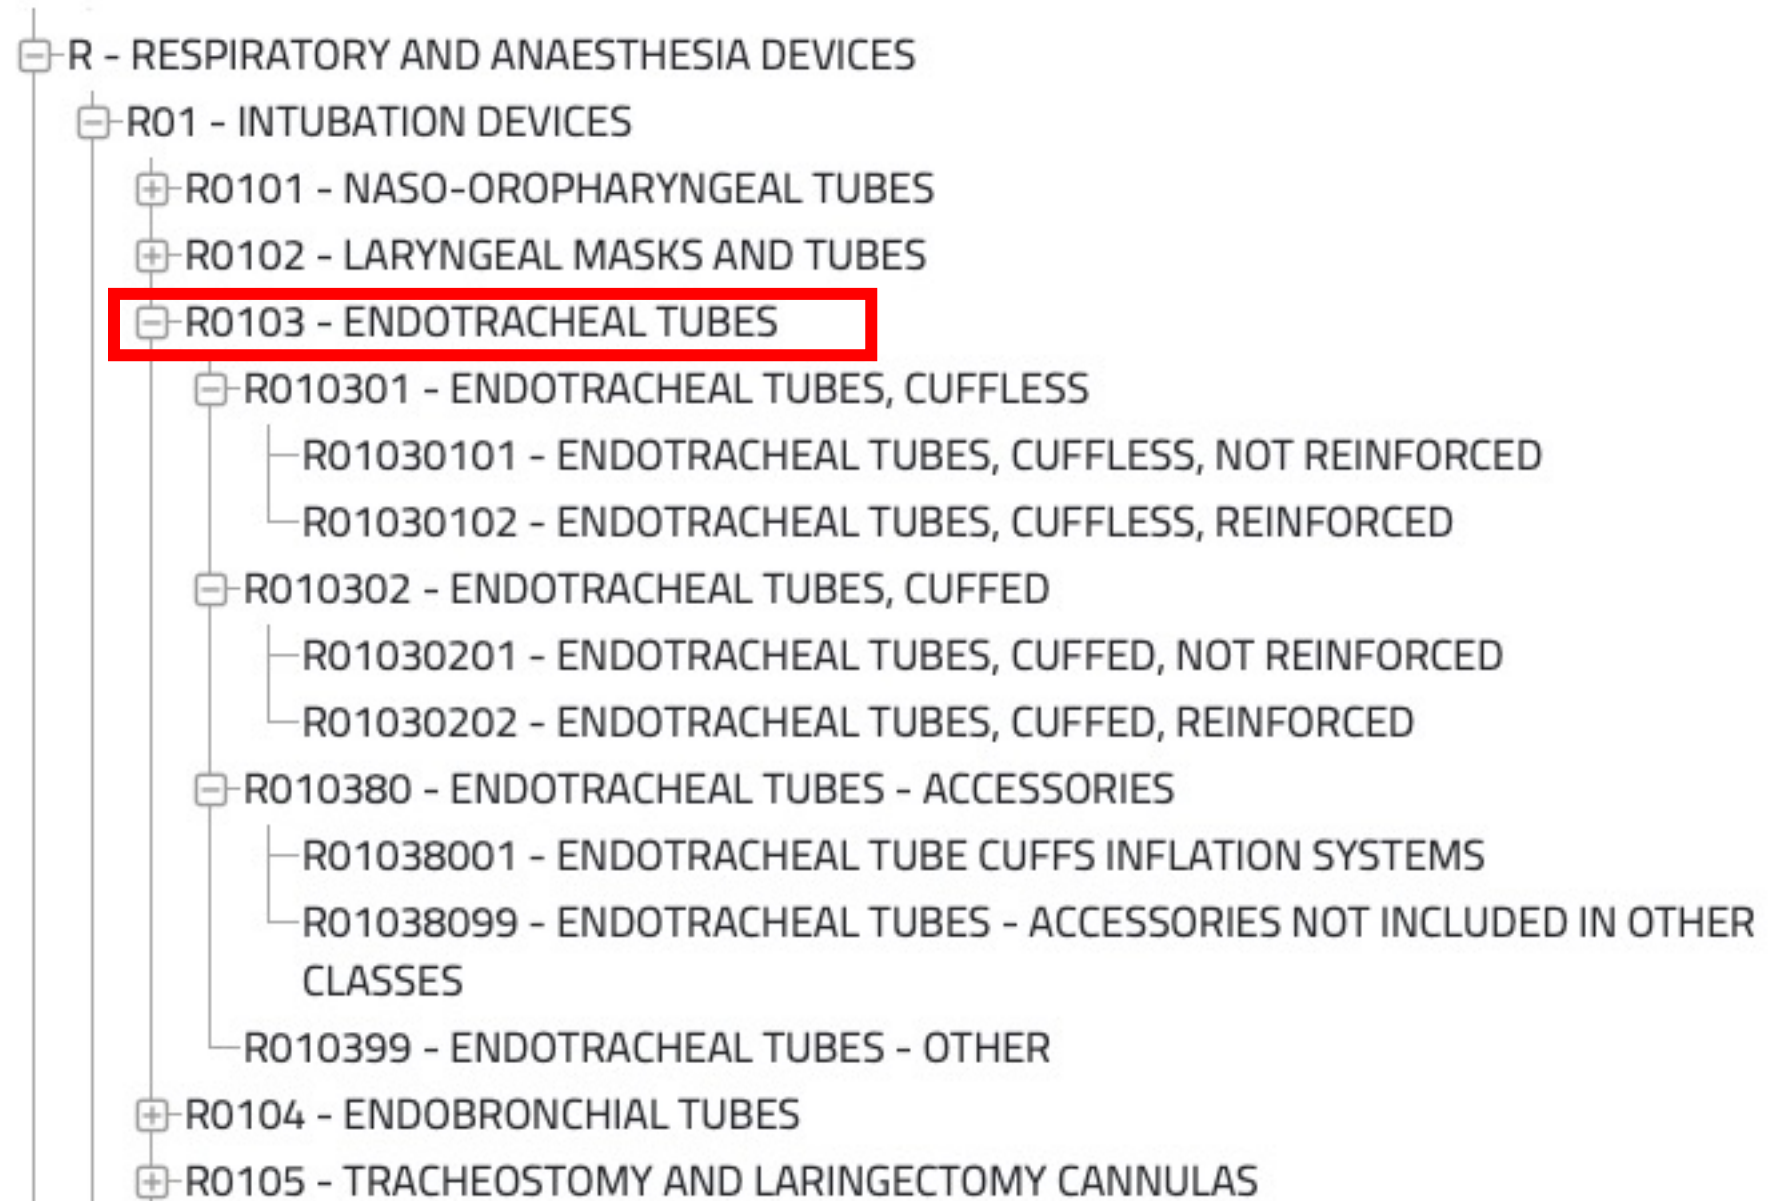 R - RESPIRATORY AND ANAESTHESIA DEVICES
R01 - INTUBATION DEVICES
R0101 - NASO-OROPHARYNGEAL TUBES
R0102 - LARYNGEAL MASKS AND TUBES
R0103 - ENDOTRACHEAL TUBES
R010301 - ENDOTRACHEAL TUBES, CUFFLESS
R01030101 - ENDOTRACHEAL TUBES, CUFFLESS, NOT REINFORCED
R01030102 - ENDOTRACHEAL TUBES, CUFFLESS, REINFORCED
R010302 - ENDOTRACHEAL TUBES, CUFFED
R01030201 - ENDOTRACHEAL TUBES, CUFFED, NOT REINFORCED
R01030202 - ENDOTRACHEAL TUBES, CUFFED, REINFORCED
R010380 - ENDOTRACHEAL TUBES - ACCESSORIES
R01038001 - ENDOTRACHEAL TUBE CUFFS INFLATION SYSTEMS
R01038099 - ENDOTRACHEAL TUBES - ACCESSORIES NOT INCLUDED IN OTHER
CLASSES
R010399 - ENDOTRACHEAL TUBES - OTHER
R0104 - ENDOBRONCHIAL TUBES
R0105 - TRACHEOSTOMY AND LARINGECTOMY CANNULAS